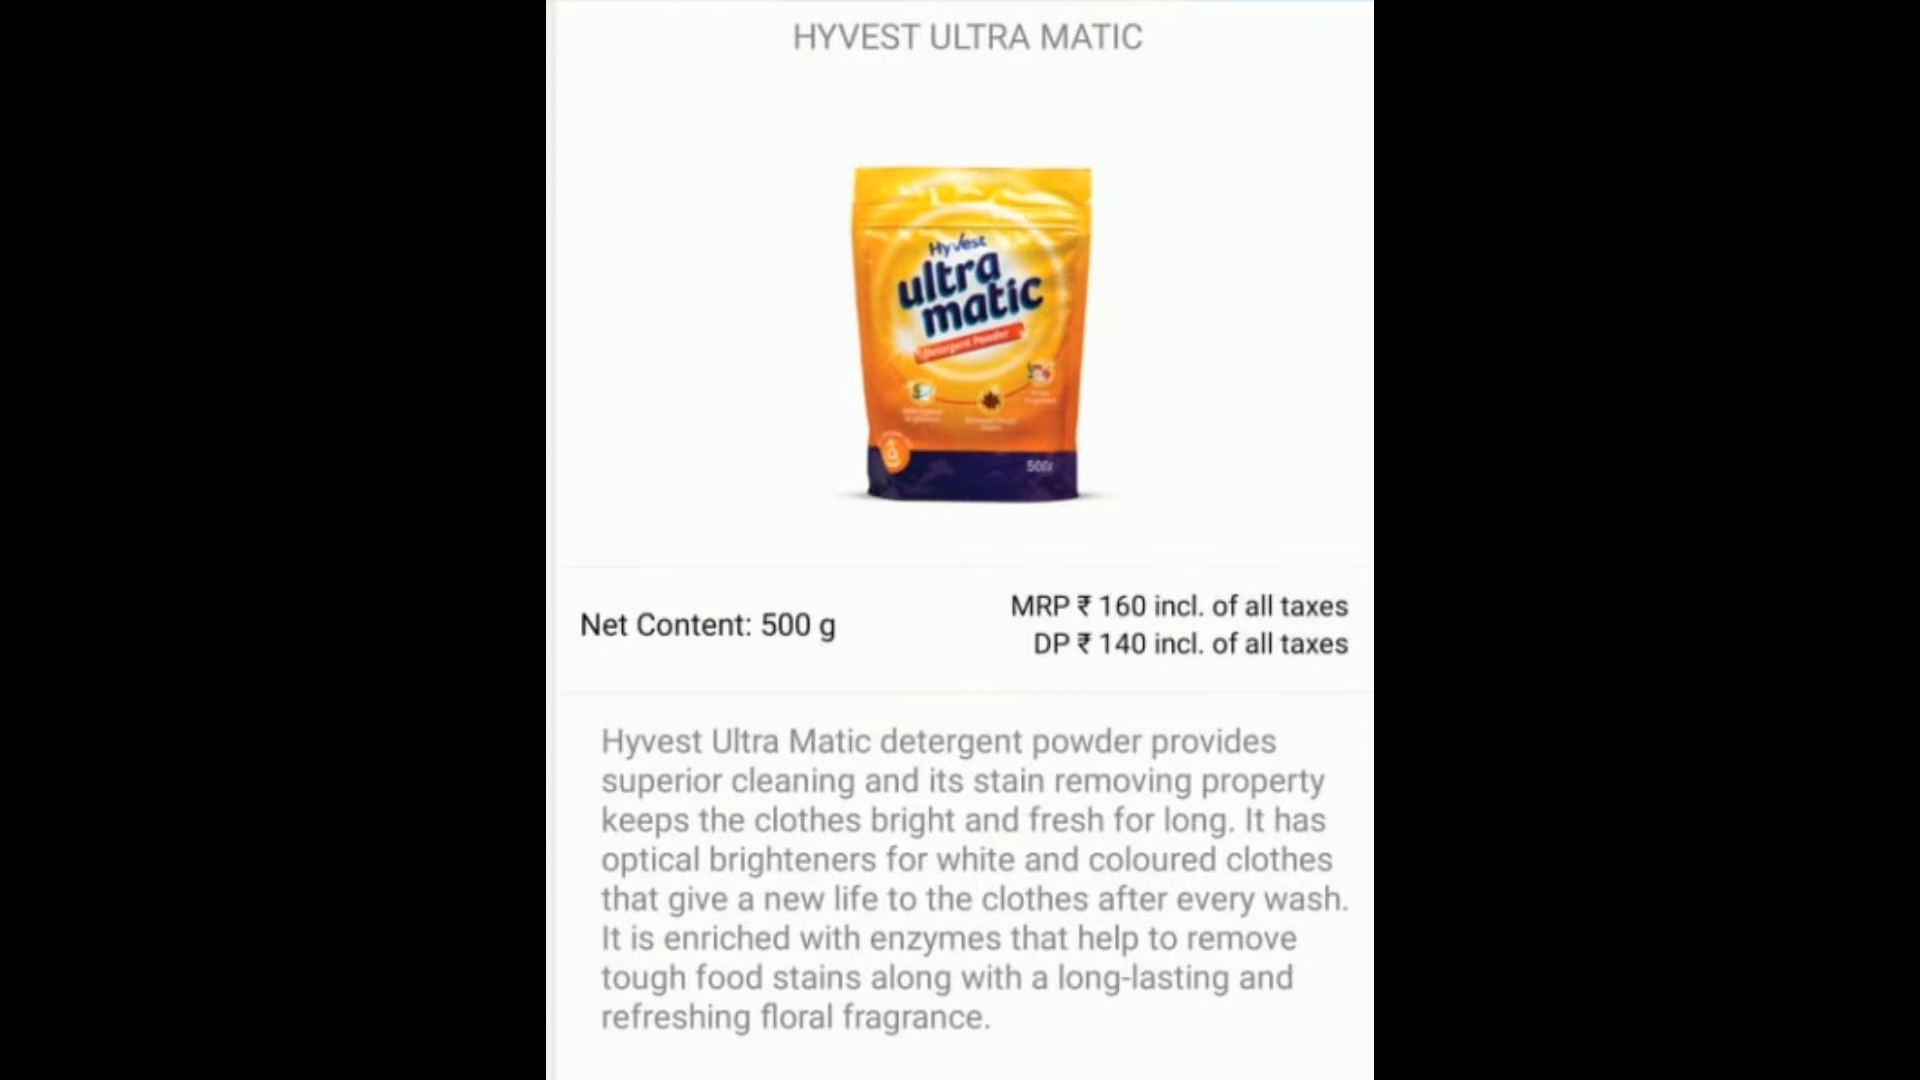 HYVEST ULTRA MATIC
Hyvest
ultra
matic
Detergent Powder
500g
Net Content: 500 g
MRP ₹ 160 incl. of all taxes
DP ₹ 140 incl. of all taxes
Hyvest Ultra Matic detergent powder provides
superior cleaning and its stain removing property
keeps the clothes bright and fresh for long. It has
optical brighteners for white and coloured clothes
that give a new life to the clothes after every wash.
It is enriched with enzymes that help to remove
tough food stains along with a long-lasting and
refreshing floral fragrance.